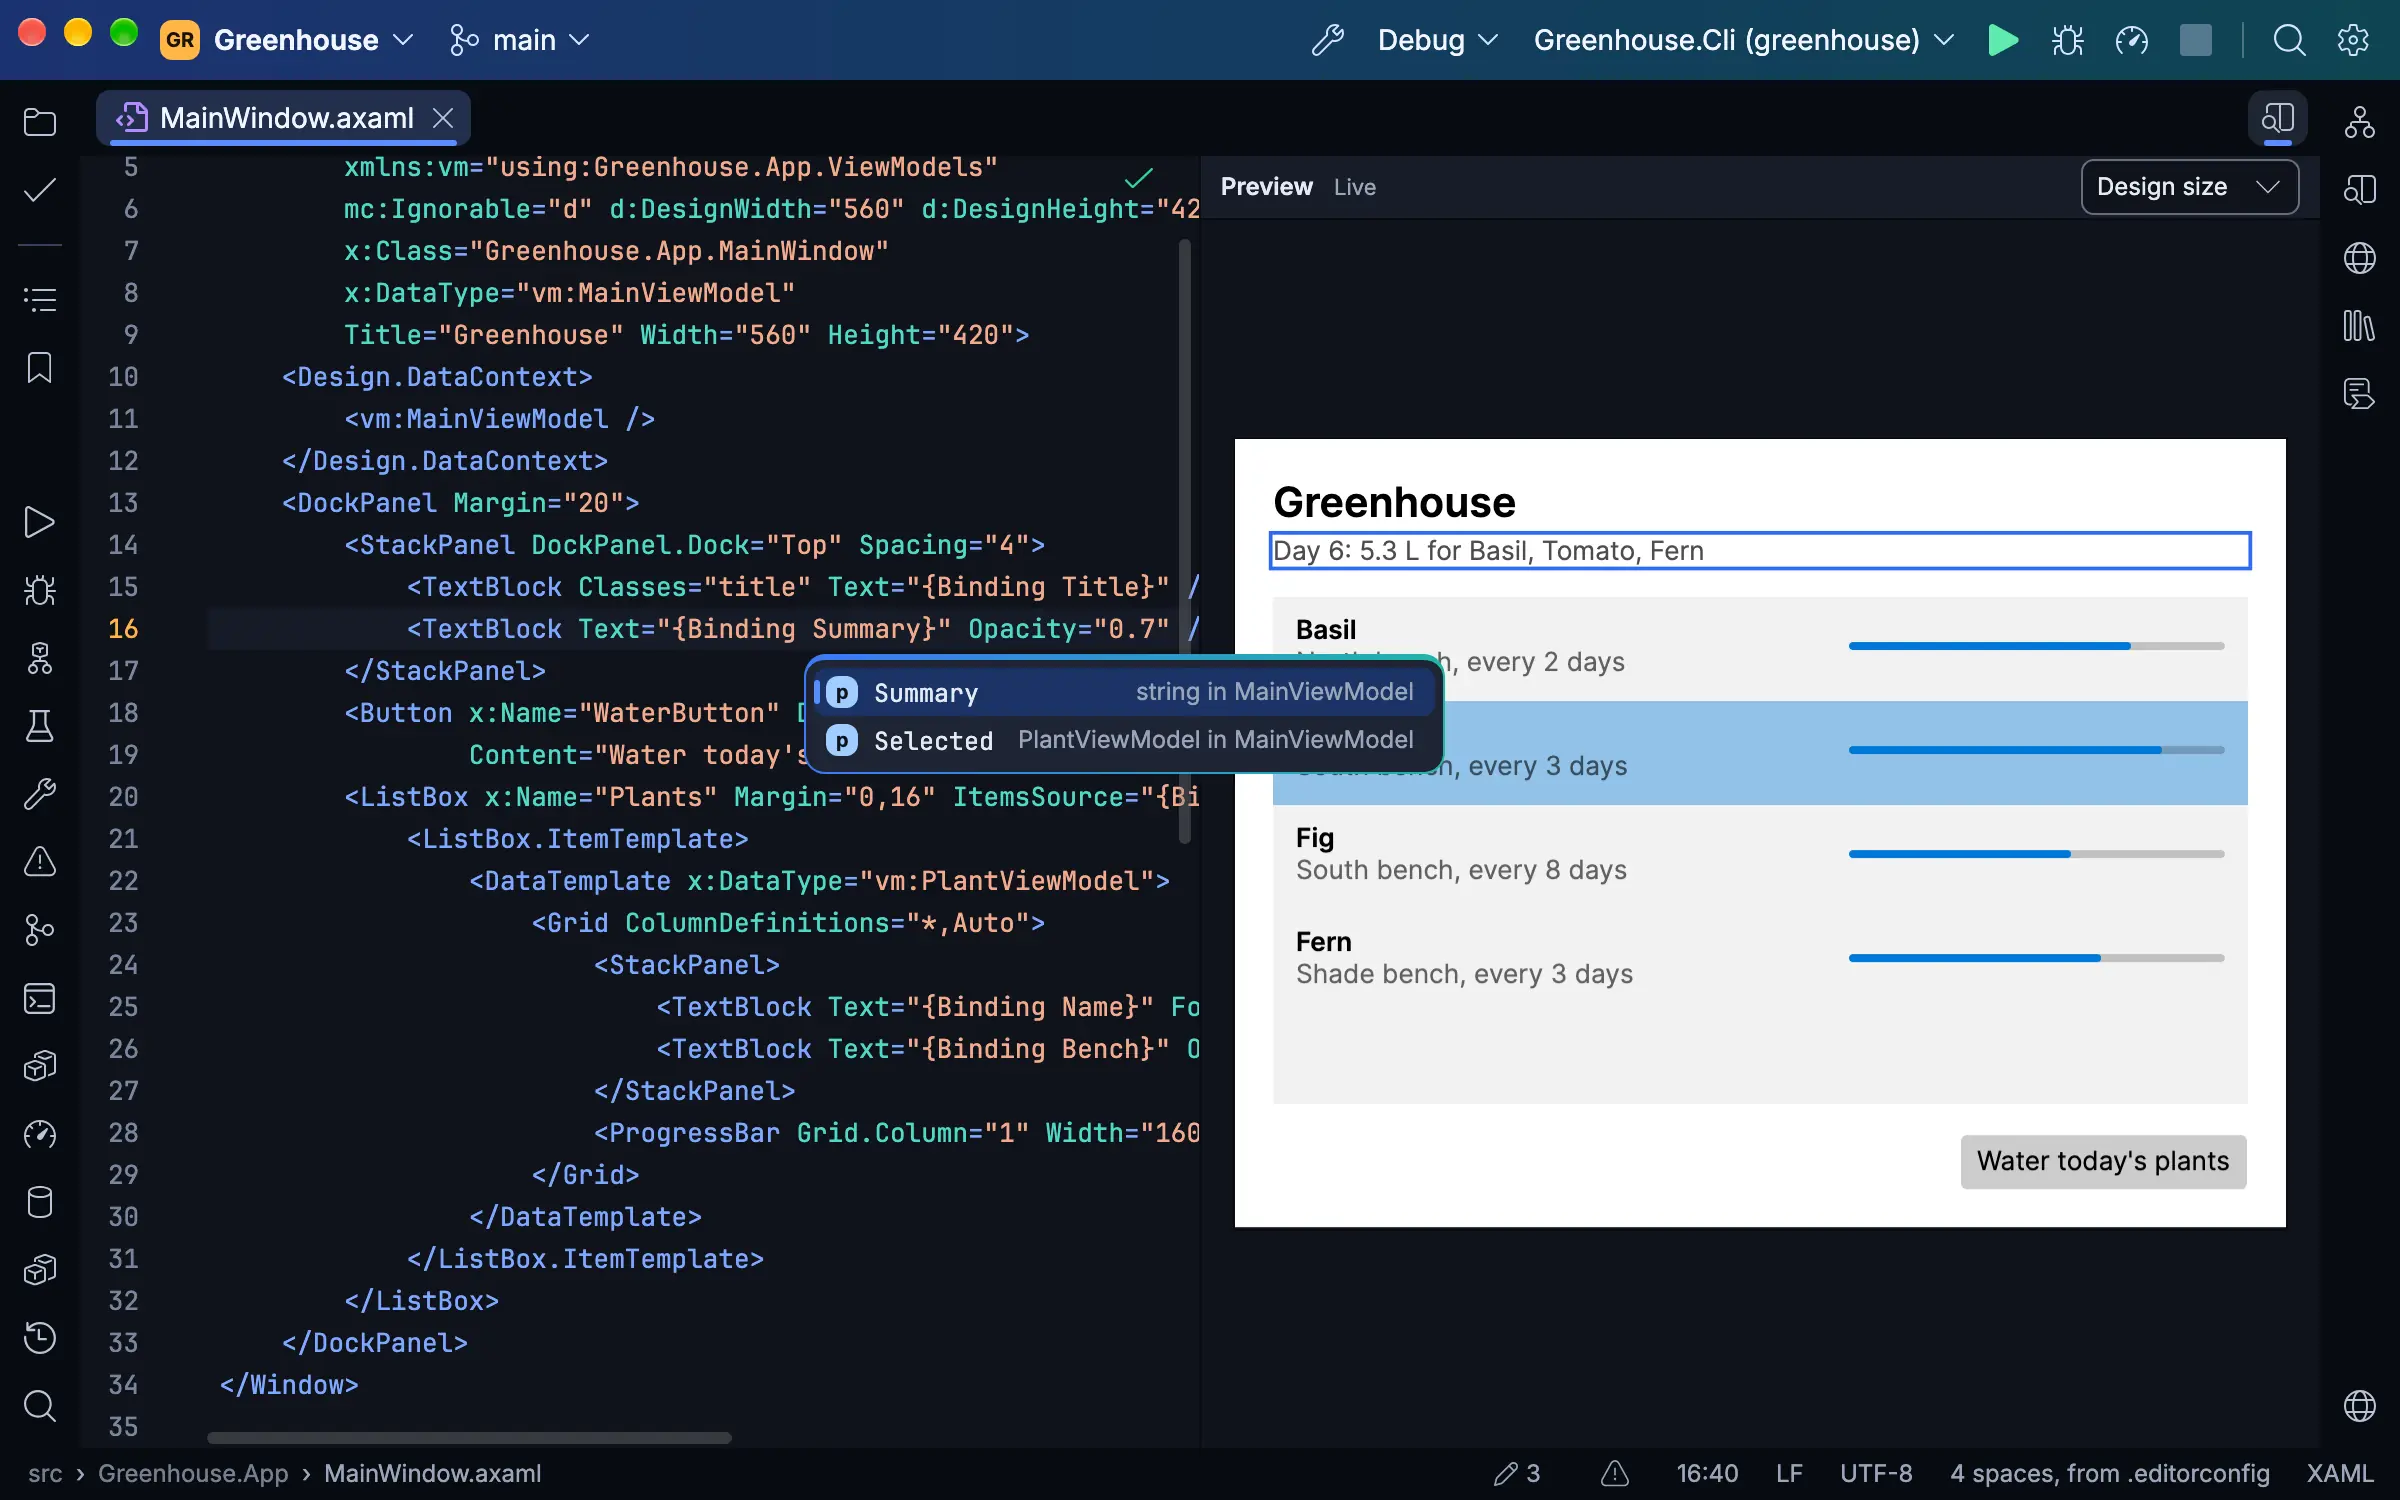 GR Greenhouse main Debug Greenhouse.Cli (greenhouse)
MainWindow.axaml
5 xmlns:vm="using:Greenhouse.App.ViewModels"
6 mc:Ignorable="d" d:DesignWidth="560" d:DesignHeight="42
7 x:Class="Greenhouse.App.MainWindow"
8 x:DataType="vm:MainViewModel"
9 Title="Greenhouse" Width="560" Height="420">
10 <Design.DataContext>
11 <vm:MainViewModel />
12 </Design.DataContext>
13 <DockPanel Margin="20">
14 <StackPanel DockPanel.Dock="Top" Spacing="4">
15 <TextBlock Classes="title" Text="{Binding Title}" /
16 <TextBlock Text="{Binding Summary}" Opacity="0.7" /
17 </StackPanel>
18 <Button x:Name="WaterButton"
19 Content="Water today's
20 <ListBox x:Name="Plants" Margin="0,16" ItemsSource="{Bi
21 <ListBox.ItemTemplate>
22 <DataTemplate x:DataType="vm:PlantViewModel">
23 <Grid ColumnDefinitions="*,Auto">
24 <StackPanel>
25 <TextBlock Text="{Binding Name}" Fo
26 <TextBlock Text="{Binding Bench}" O
27 </StackPanel>
28 <ProgressBar Grid.Column="1" Width="160
29 </Grid>
30 </DataTemplate>
31 </ListBox.ItemTemplate>
32 </ListBox>
33 </DockPanel>
34 </Window>
35
p Summary string in MainViewModel
p Selected PlantViewModel in MainViewModel
Preview Live Design size
Greenhouse
Day 6: 5.3 L for Basil, Tomato, Fern
Basil
, every 2 days
, every 3 days
Fig
South bench, every 8 days
Fern
Shade bench, every 3 days
Water today's plants
src › Greenhouse.App › MainWindow.axaml 3 16:40 LF UTF-8 4 spaces, from .editorconfig XAML